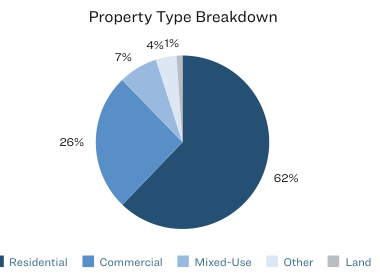 Property Type Breakdown
4% 1%
7%
26%
62%
Residential Commercial Mixed-Use Other Land